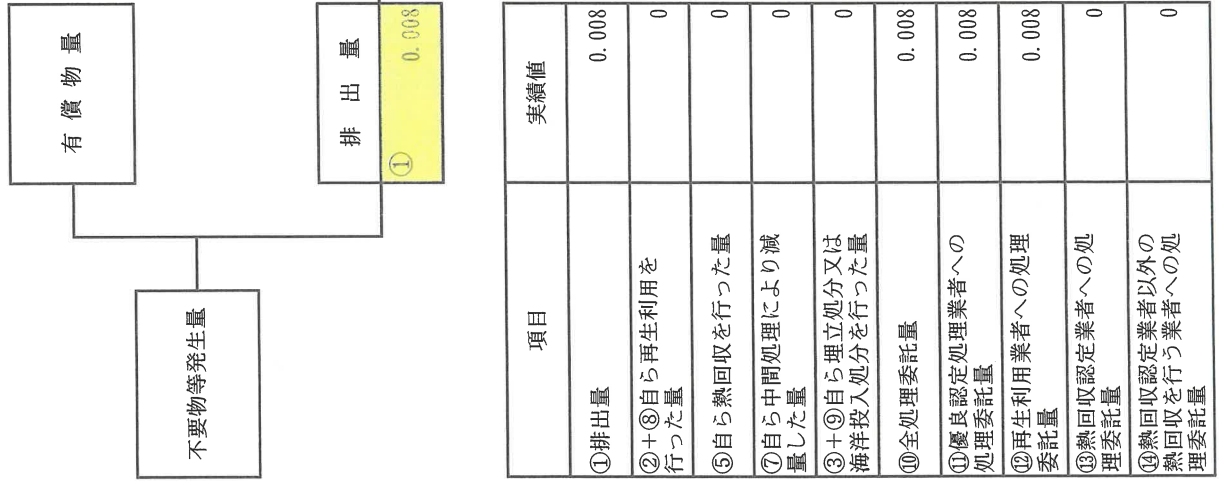 不要物等発生量
有償物量
排出量
①
0.008
項目
実績値
①排出量
0.008
②+⑧自ら再生利用を
行った量
0
⑤自ら熱回収を行った量
0
⑦自ら中間処理により減
量した量
0
③+⑨自ら埋立処分又は
海洋投入処分を行った量
0
⑩全処理委託量
0.008
⑪優良認定処理業者への
処理委託量
0.008
⑫再生利用業者への処理
委託量
0.008
⑬熱回収認定業者への処
理委託量
0
⑭熱回収認定業者以外の
熱回収を行う業者への処
理委託量
0